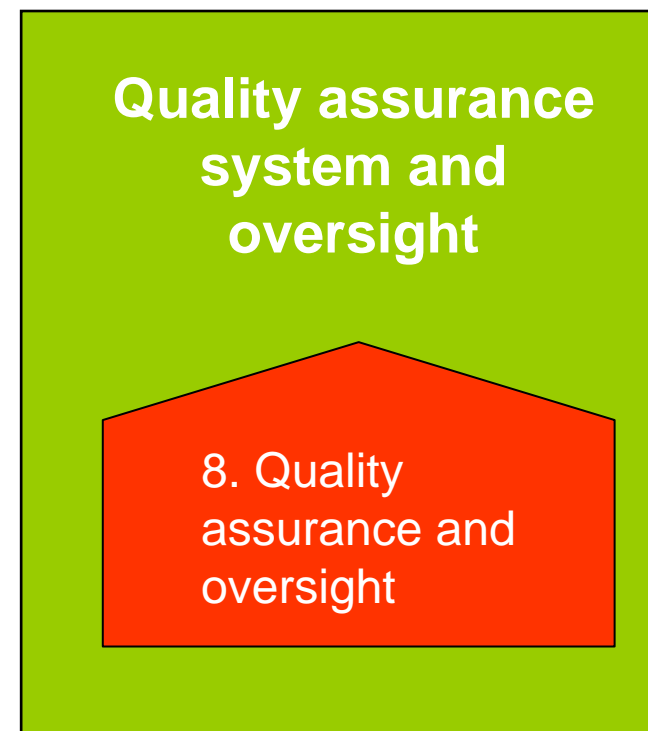 Quality assurance
system and
oversight
8. Quality
assurance and
oversight